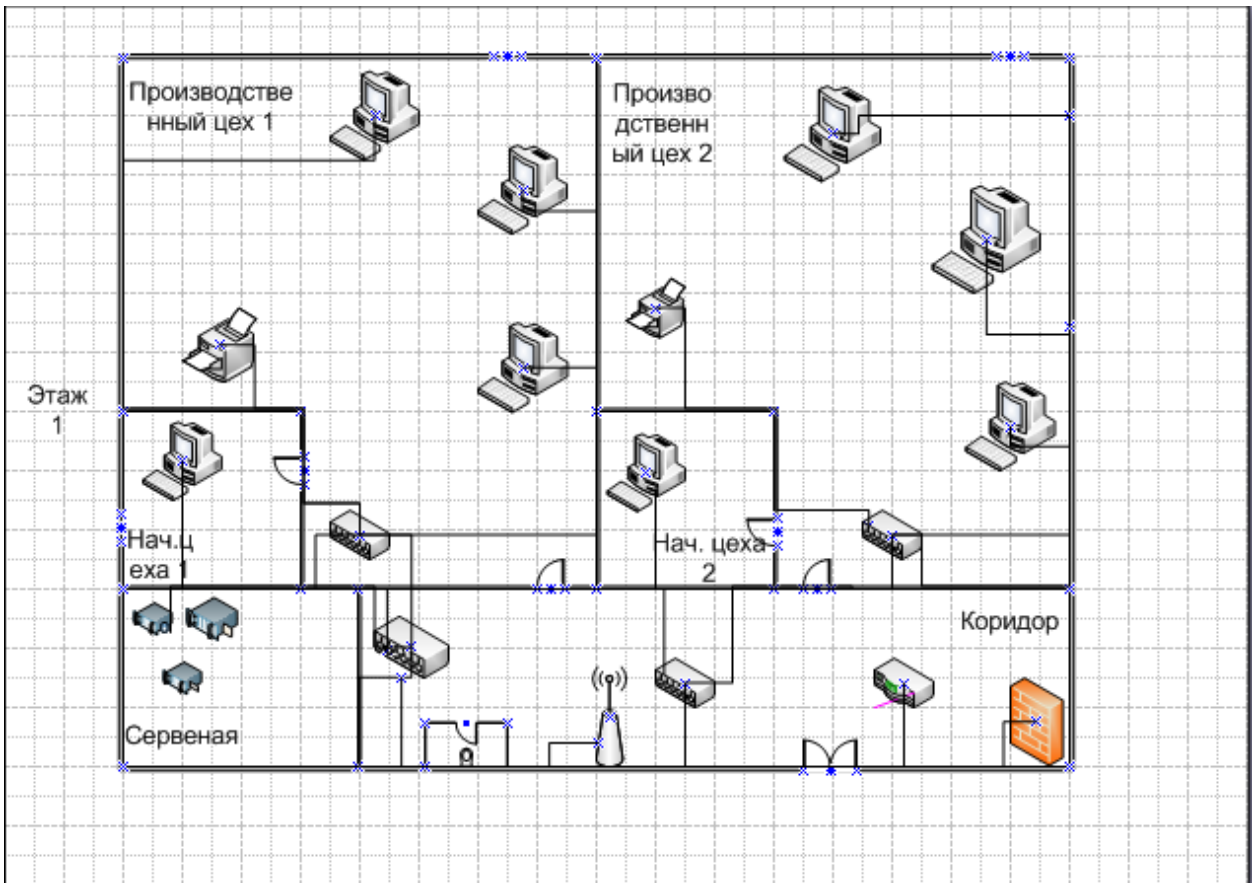 Производстве
нный цех 1
Произво
дственн
ый цех 2
Этаж
1
Нач.ц
еха 1
Нач. цеха
2
Коридор
Сервеная